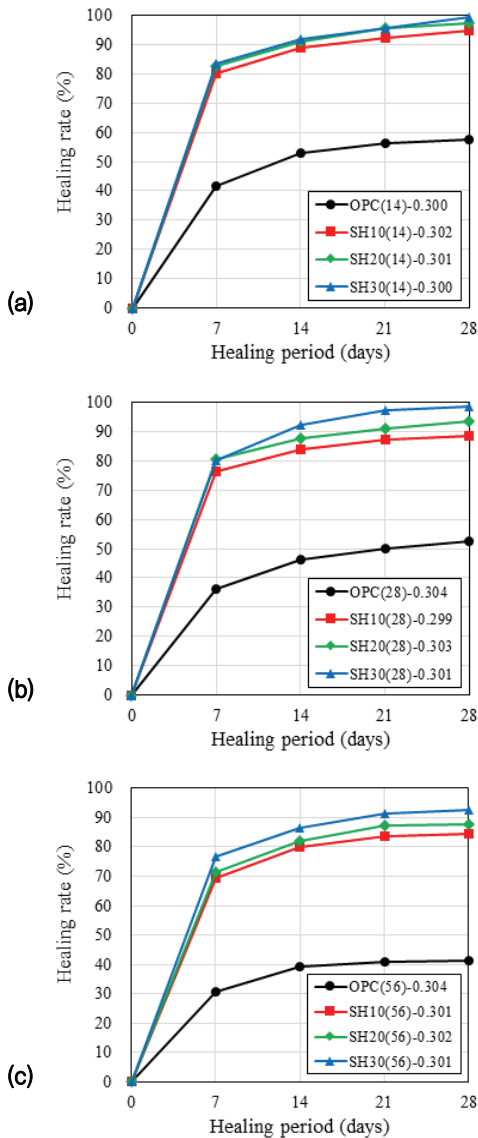 100
90
80
70
60
50
40
30
20
10
0
Healing rate (%)
OPC(14)-0.300
SH10(14)-0.302
SH20(14)-0.301
SH30(14)-0.300
(a)
0 7 14 21 28
Healing period (days)
100
90
80
70
60
50
40
30
20
10
0
Healing rate (%)
OPC(28)-0.304
SH10(28)-0.299
SH20(28)-0.303
SH30(28)-0.301
(b)
0 7 14 21 28
Healing period (days)
100
90
80
70
60
50
40
30
20
10
0
Healing rate (%)
OPC(56)-0.304
SH10(56)-0.301
SH20(56)-0.302
SH30(56)-0.301
(c)
0 7 14 21 28
Healing period (days)